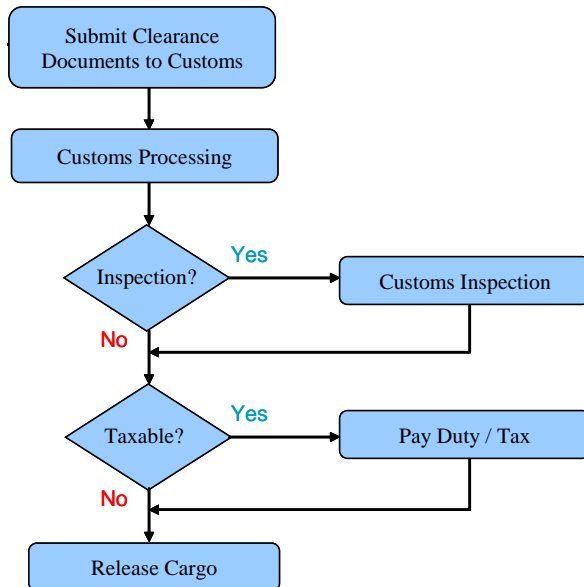 Submit Clearance
Documents to Customs
Customs Processing
Yes
Inspection?
Customs Inspection
No
Yes
Taxable?
Pay Duty / Tax
No
Release Cargo